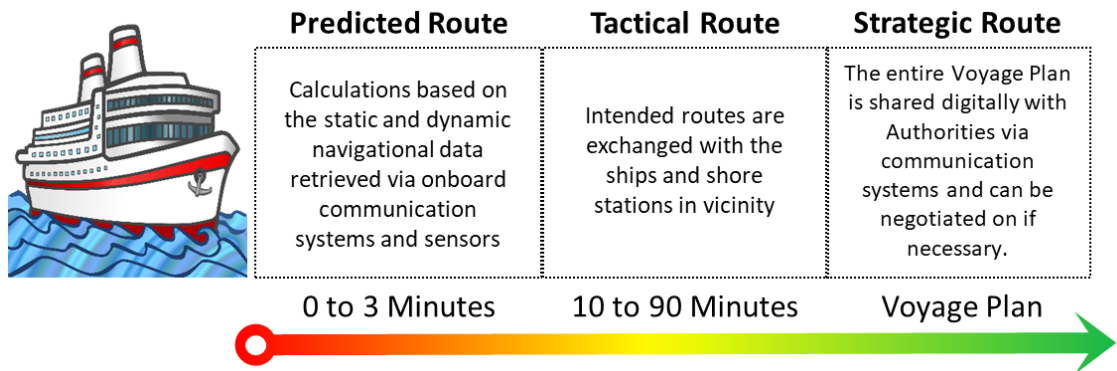 Predicted Route
Calculations based on
the static and dynamic
navigational data
retrieved via onboard
communication
systems and sensors
0 to 3 Minutes
Tactical Route
Intended routes are
exchanged with the
ships and shore
stations in vicinity
10 to 90 Minutes
Strategic Route
The entire Voyage Plan
is shared digitally with
Authorities via
communication
systems and can be
negotiated on if
necessary.
Voyage Plan